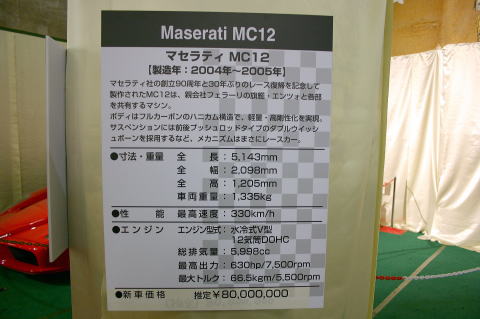 Maserati MC12
マセラティ MC12
【製造年：2004年～2005年】
マセラティ社の創立90周年と30年ぶりのレース復帰を記念して
製作されたMC12は、親会社フェラーリの旗艦・エンツォと各部
を共有するマシン。
ボディはフルカーボンのハニカム構造で、軽量・高剛性化を実現。
サスペンションには前後プッシュロッドタイプのダブルウイッシ
ュボーンを採用するなど、メカニズムはまさにレースカー。
●寸法・重量 全 長：5,143mm
全 幅：2,098mm
全 高：1,205mm
車両重量：1,335kg
●性 能 最高速度：330km/h
●エンジン エンジン型式：水冷式V型
12気筒DOHC
総排気量：5,998cc
最高出力：630hp/7,500rpm
最大トルク：66.5kgm/5,500rpm
●新車価格 推定￥80,000,000